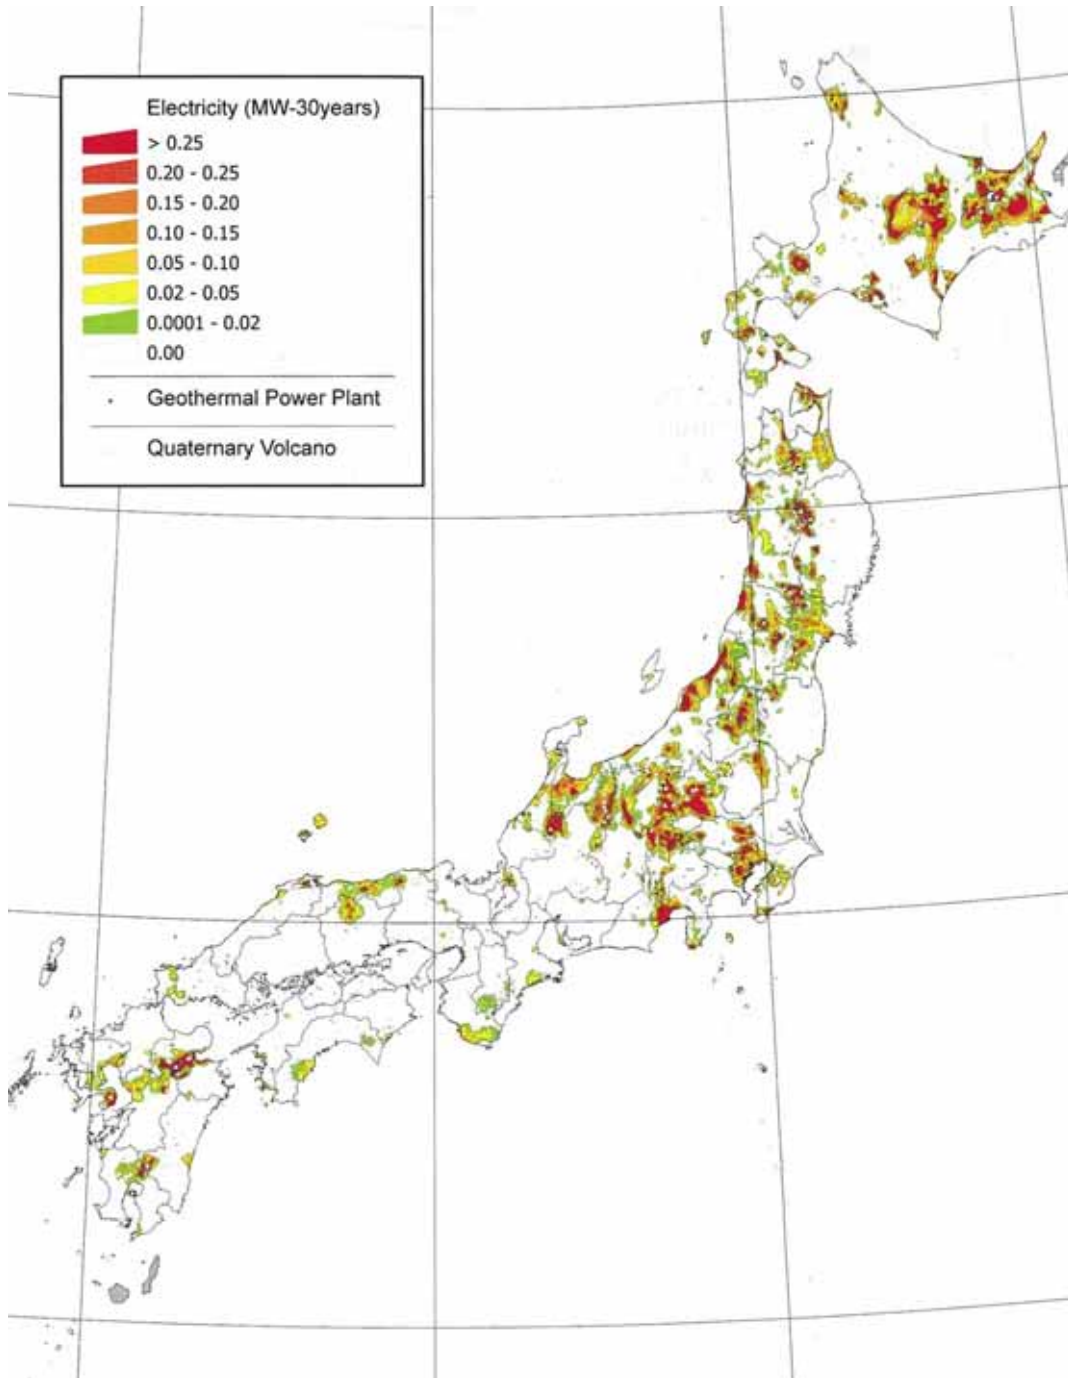 Electricity (MW-30years)
> 0.25
0.20 - 0.25
0.15 - 0.20
0.10 - 0.15
0.05 - 0.10
0.02 - 0.05
0.0001 - 0.02
0.00
Geothermal Power Plant
Quaternary Volcano